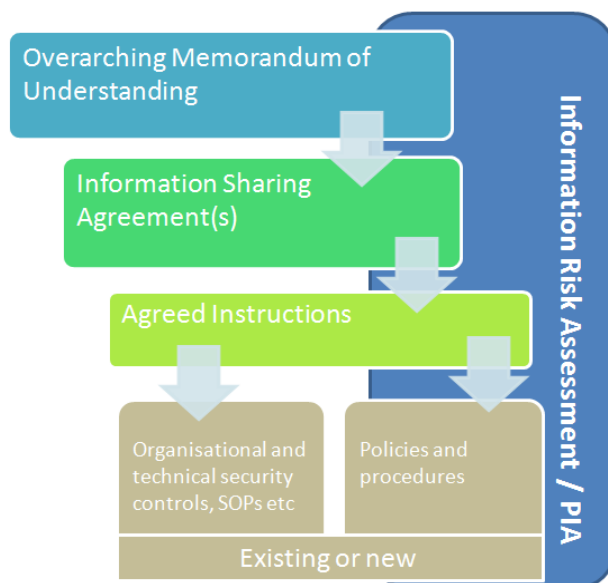 Overarching Memorandum of
Understanding
Information Sharing
Agreement(s)
Agreed Instructions
Organisational and
technical security
controls, SOPs etc
Policies and
procedures
Existing or new
Information Risk Assessment / PIA